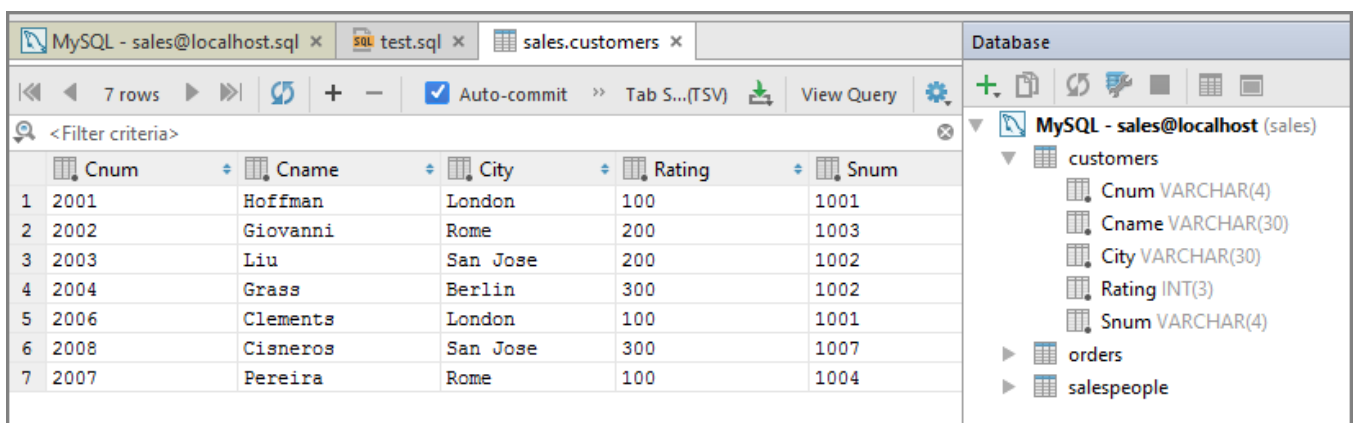 MySQL - sales@localhost.sql × SQL test.sql × sales.customers ×
7 rows Auto-commit Tab S...(TSV) View Query
<Filter criteria>
Cnum Cname City Rating Snum
1 2001 Hoffman London 100 1001
2 2002 Giovanni Rome 200 1003
3 2003 Liu San Jose 200 1002
4 2004 Grass Berlin 300 1002
5 2006 Clements London 100 1001
6 2008 Cisneros San Jose 300 1007
7 2007 Pereira Rome 100 1004
Database
MySQL - sales@localhost (sales)
customers
Cnum VARCHAR(4)
Cname VARCHAR(30)
City VARCHAR(30)
Rating INT(3)
Snum VARCHAR(4)
orders
salespeople